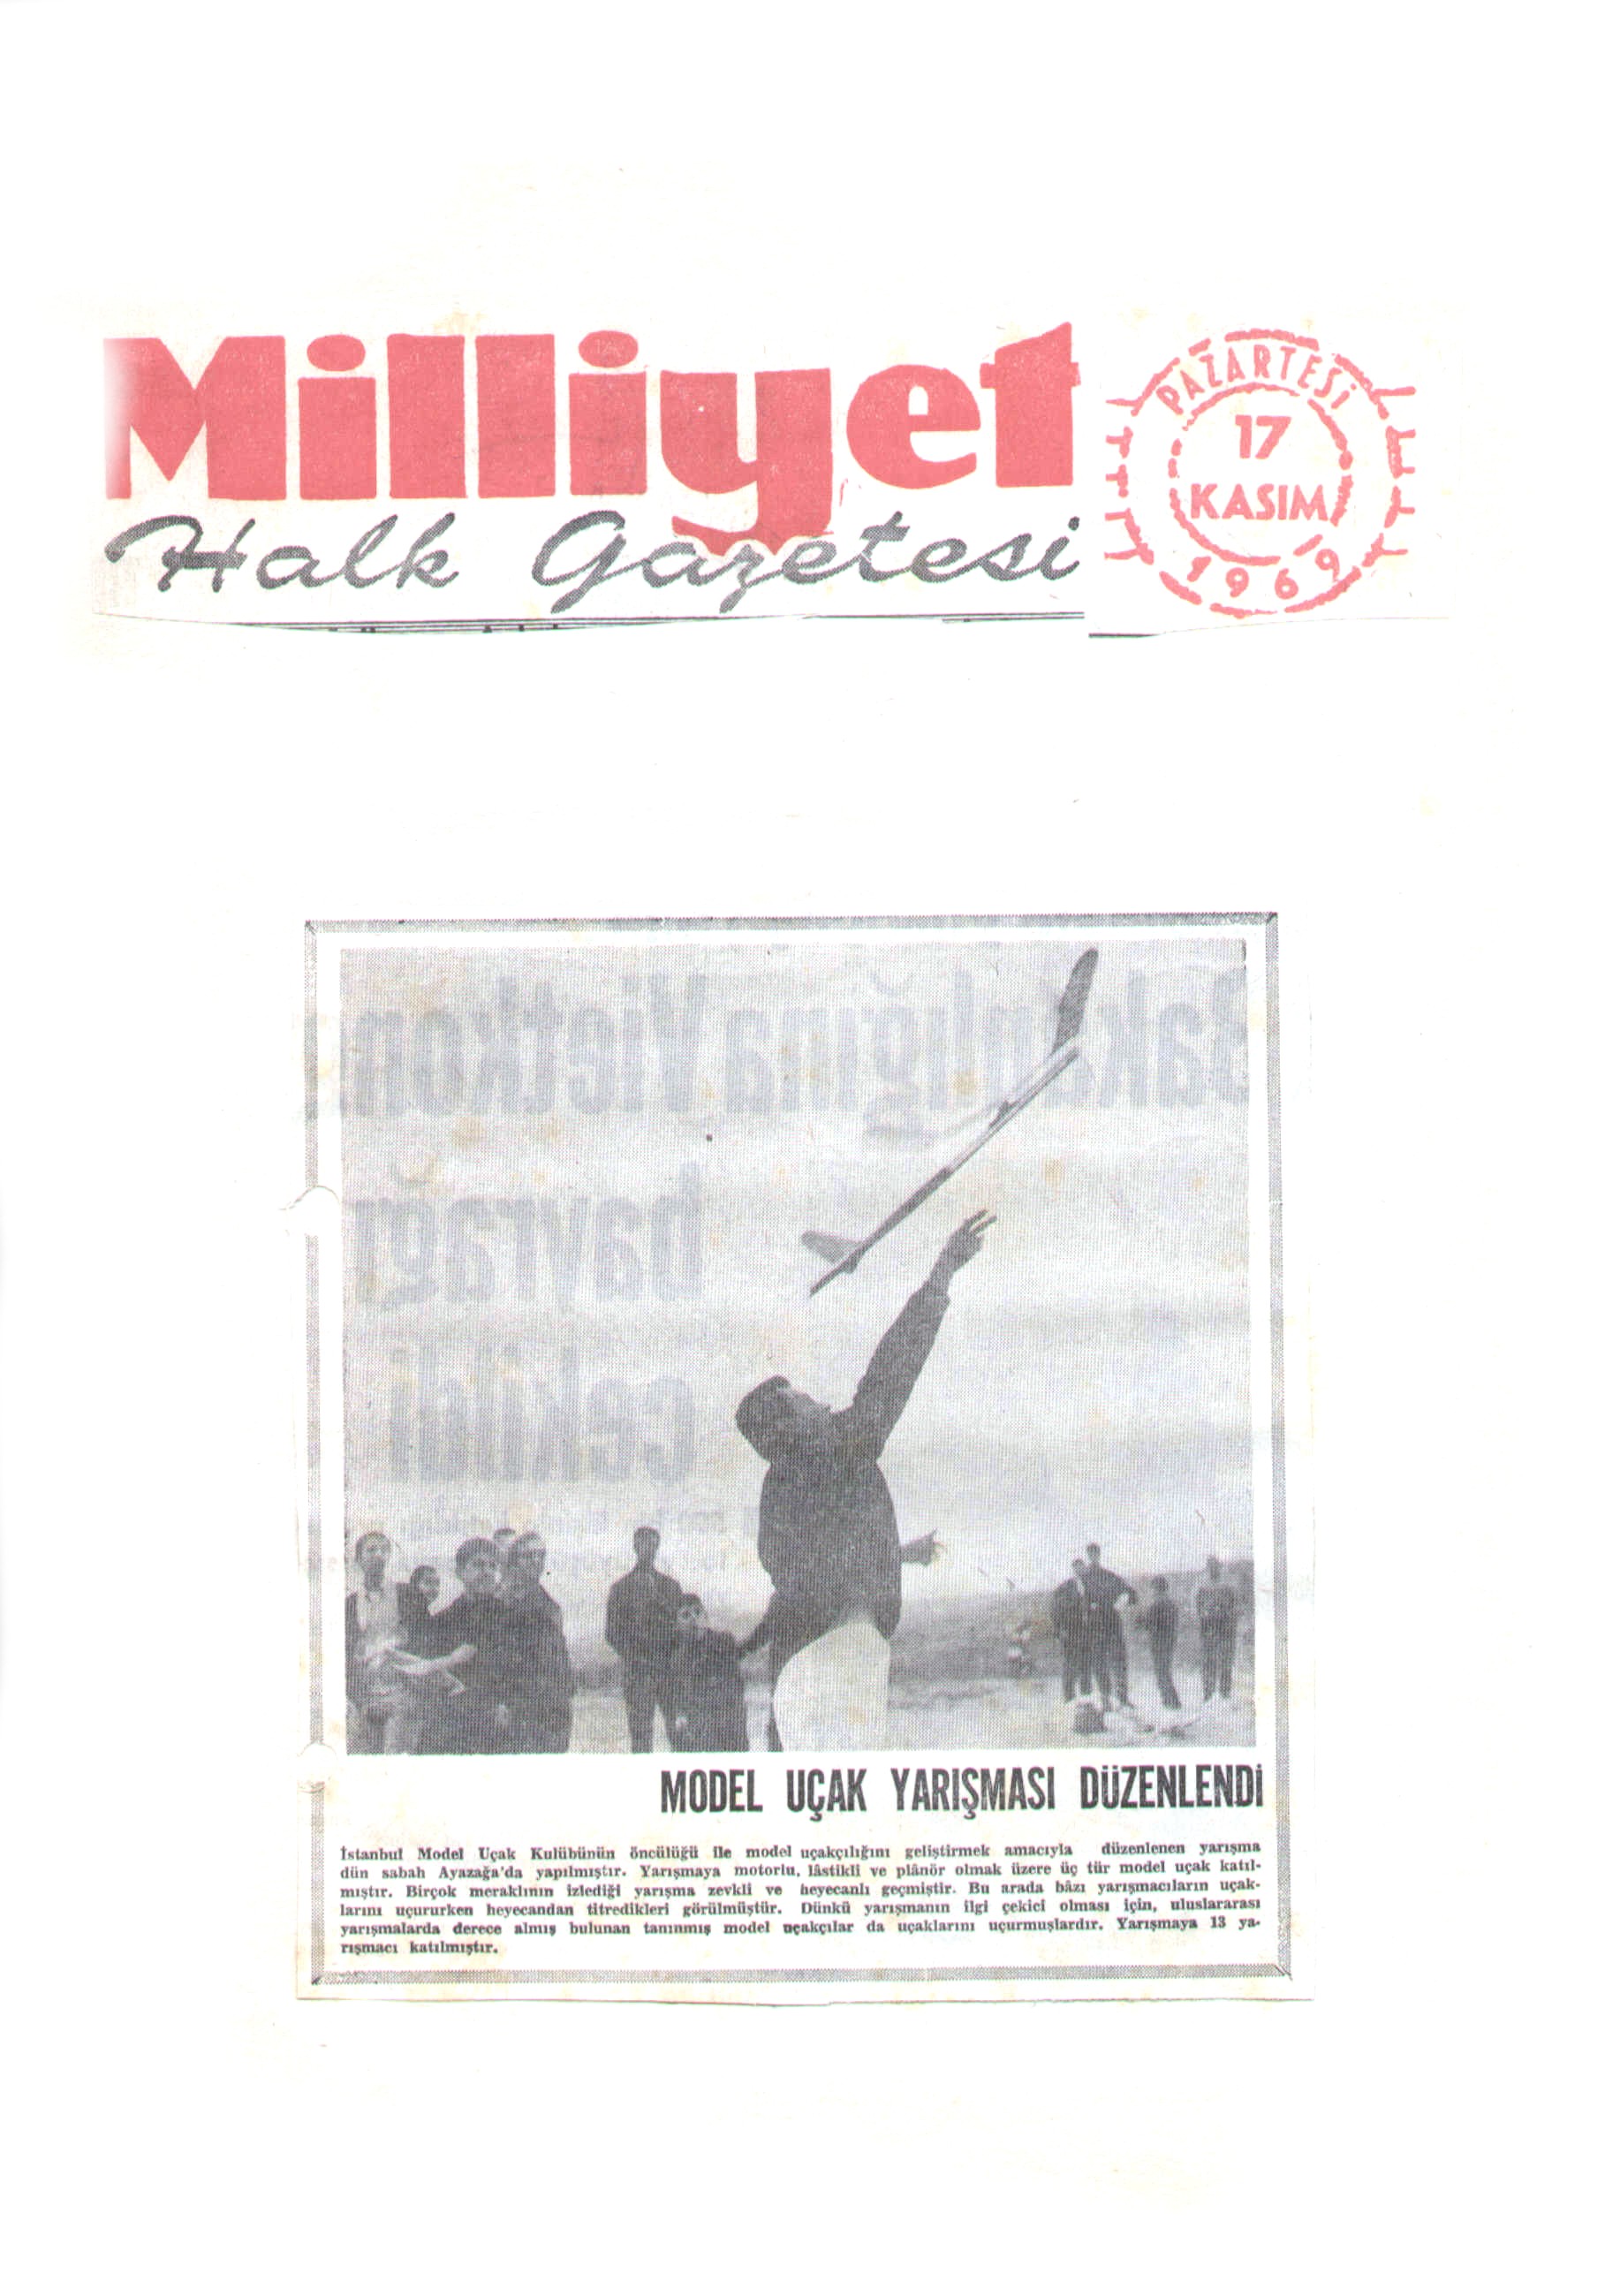 Milliyet
Halk Gazetesi
PAZARTESİ
17
KASIM
1969
MODEL UÇAK YARIŞMASI DÜZENLENDİ
İstanbul Model Uçak Kulübünün öncülüğü ile model uçakçılığını geliştirmek amacıyla düzenlenen yarışma
dün sabah Ayazağa'da yapılmıştır. Yarışmaya motorlu, lâstikli ve plânör olmak üzere üç tür model uçak katıl-
mıştır. Birçok meraklının izlediği yarışma zevkli ve heyecanlı geçmiştir. Bu arada bâzı yarışmacıların uçak-
larını uçururken heyecandan titredikleri görülmüştür. Dünkü yarışmanın ilgi çekici olması için, uluslararası
yarışmalarda derece almış bulunan tanınmış model uçakçılar da uçaklarını uçurmuşlardır. Yarışmaya 13 ya-
rışmacı katılmıştır.